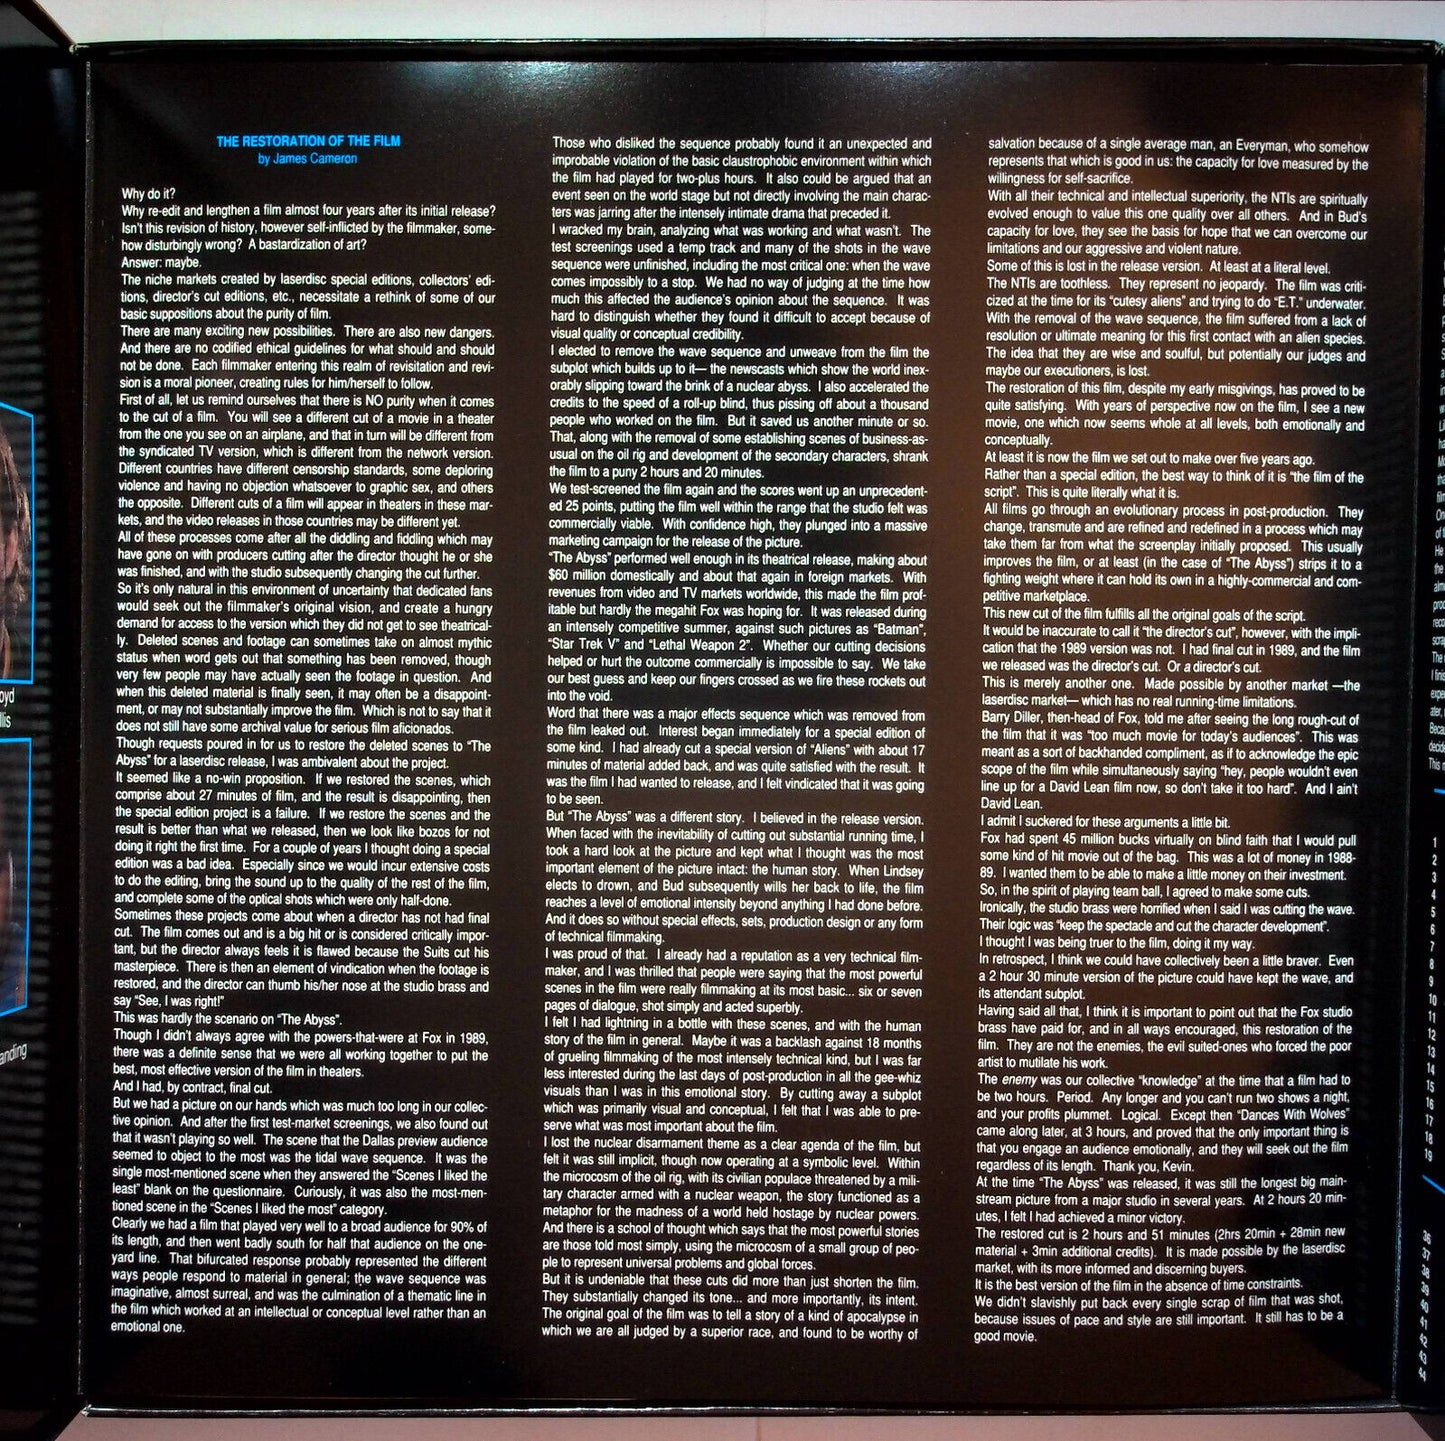 THE RESTORATION OF THE FILM
by James Cameron
Why do it?
Why re-edit and lengthen a film almost four years after its initial release?
Isn't this revision of history, however self-inflicted by the filmmaker, some-
how disturbingly wrong? A bastardization of art?
Answer: maybe.
The niche markets created by laserdisc special editions, collectors' edi-
tions, director's cut editions, etc., necessitate a rethink of some of our
basic suppositions about the purity of film.
There are many exciting new possibilities. There are also new dangers.
And there are no codified ethical guidelines for what should and should
not be done. Each filmmaker entering this realm of revisitation and revi-
sion is a moral pioneer, creating rules for him/herself to follow.
First of all, let us remind ourselves that there is NO purity when it comes
to the cut of a film. You will see a different cut of a movie in a theater
from the one you see on an airplane, and that in turn will be different from
the syndicated TV version, which is different from the network version.
Different countries have different censorship standards, some deploring
violence and having no objection whatsoever to graphic sex, and others
the opposite. Different cuts of a film will appear in theaters in these mar-
kets, and the video releases in those countries may be different yet.
All of these processes come after all the diddling and fiddling which may
have gone on with producers cutting after the director thought he or she
was finished, and with the studio subsequently changing the cut further.
So it's only natural in this environment of uncertainty that dedicated fans
would seek out the filmmaker's original vision, and create a hungry
demand for access to the version which they did not get to see theatrical-
ly. Deleted scenes and footage can sometimes take on almost mythic
status when word gets out that something has been removed, though
very few people may have actually seen the footage in question. And
when this deleted material is finally seen, it may often be a disappoint-
ment, or may not substantially improve the film. Which is not to say that it
does not still have some archival value for serious film aficionados.
Though requests poured in for us to restore the deleted scenes to "The
Abyss" for a laserdisc release, I was ambivalent about the project.
It seemed like a no-win proposition. If we restored the scenes, which
comprise about 27 minutes of film, and the result is disappointing, then
the special edition project is a failure. If we restore the scenes and the
result is better than what we released, then we look like bozos for not
doing it right the first time. For a couple of years I thought doing a special
edition was a bad idea. Especially since we would incur extensive costs
to do the editing, bring the sound up to the quality of the rest of the film,
and complete some of the optical shots which were only half-done.
Sometimes these projects come about when a director has not had final
cut. The film comes out and is a big hit or is considered critically impor-
tant, but the director always feels it is flawed because the Suits cut his
masterpiece. There is then an element of vindication when the footage is
restored, and the director can thumb his/her nose at the studio brass and
say "See, I was right!"
This was hardly the scenario on "The Abyss".
Though I didn't always agree with the powers-that-were at Fox in 1989,
there was a definite sense that we were all working together to put the
best, most effective version of the film in theaters.
And I had, by contract, final cut.
But we had a picture on our hands which was much too long in our collec-
tive opinion. And after the first test-market screenings, we also found out
that it wasn't playing so well. The scene that the Dallas preview audience
seemed to object to the most was the tidal wave sequence. It was the
single most-mentioned scene when they answered the "Scenes I liked the
least" blank on the questionnaire. Curiously, it was also the most-men-
tioned scene in the "Scenes I liked the most" category.
Clearly we had a film that played very well to a broad audience for 90% of
its length, and then went badly south for half that audience on the one-
yard line. That bifurcated response probably represented the different
ways people respond to material in general; the wave sequence was
imaginative, almost surreal, and was the culmination of a thematic line in
the film which worked at an intellectual or conceptual level rather than an
emotional one.
Those who disliked the sequence probably found it an unexpected and
improbable violation of the basic claustrophobic environment within which
the film had played for two-plus hours. It also could be argued that an
event seen on the world stage but not directly involving the main charac-
ters was jarring after the intensely intimate drama that preceded it.
I wracked my brain, analyzing what was working and what wasn't. The
test screenings used a temp track and many of the shots in the wave
sequence were unfinished, including the most critical one: when the wave
comes impossibly to a stop. We had no way of judging at the time how
much this affected the audience's opinion about the sequence. It was
hard to distinguish whether they found it difficult to accept because of
visual quality or conceptual credibility.
I elected to remove the wave sequence and unweave from the film the
subplot which builds up to it— the newscasts which show the world inex-
orably slipping toward the brink of a nuclear abyss. I also accelerated the
credits to the speed of a roll-up blind, thus pissing off about a thousand
people who worked on the film. But it saved us another minute or so.
That, along with the removal of some establishing scenes of business-as-
usual on the oil rig and development of the secondary characters, shrank
the film to a puny 2 hours and 20 minutes.
We test-screened the film again and the scores went up an unprecedent-
ed 25 points, putting the film well within the range that the studio felt was
commercially viable. With confidence high, they plunged into a massive
marketing campaign for the release of the picture.
"The Abyss" performed well enough in its theatrical release, making about
$60 million domestically and about that again in foreign markets. With
revenues from video and TV markets worldwide, this made the film prof-
itable but hardly the megahit Fox was hoping for. It was released during
an intensely competitive summer, against such pictures as "Batman",
"Star Trek V" and "Lethal Weapon 2". Whether our cutting decisions
helped or hurt the outcome commercially is impossible to say. We take
our best guess and keep our fingers crossed as we fire these rockets out
into the void.
Word that there was a major effects sequence which was removed from
the film leaked out. Interest began immediately for a special edition of
some kind. I had already cut a special version of "Aliens" with about 17
minutes of material added back, and was quite satisfied with the result. It
was the film I had wanted to release, and I felt vindicated that it was going
to be seen.
But "The Abyss" was a different story. I believed in the release version.
When faced with the inevitability of cutting out substantial running time, I
took a hard look at the picture and kept what I thought was the most
important element of the picture intact: the human story. When Lindsey
elects to drown, and Bud subsequently wills her back to life, the film
reaches a level of emotional intensity beyond anything I had done before.
And it does so without special effects, sets, production design or any form
of technical filmmaking.
I was proud of that. I already had a reputation as a very technical film-
maker, and I was thrilled that people were saying that the most powerful
scenes in the film were really filmmaking at its most basic... six or seven
pages of dialogue, shot simply and acted superbly.
I felt I had lightning in a bottle with these scenes, and with the human
story of the film in general. Maybe it was a backlash against 18 months
of grueling filmmaking of the most intensely technical kind, but I was far
less interested during the last days of post-production in all the gee-whiz
visuals than I was in this emotional story. By cutting away a subplot
which was primarily visual and conceptual, I felt that I was able to pre-
serve what was most important about the film.
I lost the nuclear disarmament theme as a clear agenda of the film, but
felt it was still implicit, though now operating at a symbolic level. Within
the microcosm of the oil rig, with its civilian populace threatened by a mili-
tary character armed with a nuclear weapon, the story functioned as a
metaphor for the madness of a world held hostage by nuclear powers.
And there is a school of thought which says that the most powerful stories
are those told most simply, using the microcosm of a small group of peo-
ple to represent universal problems and global forces.
But it is undeniable that these cuts did more than just shorten the film.
They substantially changed its tone... and more importantly, its intent.
The original goal of the film was to tell a story of a kind of apocalypse in
which we are all judged by a superior race, and found to be worthy of
salvation because of a single average man, an Everyman, who somehow
represents that which is good in us: the capacity for love measured by the
willingness for self-sacrifice.
With all their technical and intellectual superiority, the NTIs are spiritually
evolved enough to value this one quality over all others. And in Bud's
capacity for love, they see the basis for hope that we can overcome our
limitations and our aggressive and violent nature.
Some of this is lost in the release version. At least at a literal level.
The NTIs are toothless. They represent no jeopardy. The film was criti-
cized at the time for its "cutesy aliens" and trying to do "E.T." underwater.
With the removal of the wave sequence, the film suffered from a lack of
resolution or ultimate meaning for this first contact with an alien species.
The idea that they are wise and soulful, but potentially our judges and
maybe our executioners, is lost.
The restoration of this film, despite my early misgivings, has proved to be
quite satisfying. With years of perspective now on the film, I see a new
movie, one which now seems whole at all levels, both emotionally and
conceptually.
At least it is now the film we set out to make over five years ago.
Rather than a special edition, the best way to think of it is "the film of the
script". This is quite literally what it is.
All films go through an evolutionary process in post-production. They
change, transmute and are refined and redefined in a process which may
take them far from what the screenplay initially proposed. This usually
improves the film, or at least (in the case of "The Abyss") strips it to a
fighting weight where it can hold its own in a highly-commercial and com-
petitive marketplace.
This new cut of the film fulfills all the original goals of the script.
It would be inaccurate to call it "the director's cut", however, with the impli-
cation that the 1989 version was not. I had final cut in 1989, and the film
we released was the director's cut. Or a director's cut.
This is merely another one. Made possible by another market —the
laserdisc market— which has no real running-time limitations.
Barry Diller, then-head of Fox, told me after seeing the long rough-cut of
the film that it was "too much movie for today's audiences". This was
meant as a sort of backhanded compliment, as if to acknowledge the epic
scope of the film while simultaneously saying "hey, people wouldn't even
line up for a David Lean film now, so don't take it too hard". And I ain't
David Lean.
I admit I suckered for these arguments a little bit.
Fox had spent 45 million bucks virtually on blind faith that I would pull
some kind of hit movie out of the bag. This was a lot of money in 1988-
89. I wanted them to be able to make a little money on their investment.
So, in the spirit of playing team ball, I agreed to make some cuts.
Ironically, the studio brass were horrified when I said I was cutting the wave.
Their logic was "keep the spectacle and cut the character development".
I thought I was being truer to the film, doing it my way.
In retrospect, I think we could have collectively been a little braver. Even
a 2 hour 30 minute version of the picture could have kept the wave, and
its attendant subplot.
Having said all that, I think it is important to point out that the Fox studio
brass have paid for, and in all ways encouraged, this restoration of the
film. They are not the enemies, the evil suited-ones who forced the poor
artist to mutilate his work.
The enemy was our collective "knowledge" at the time that a film had to
be two hours. Period. Any longer and you can't run two shows a night,
and your profits plummet. Logical. Except then "Dances With Wolves"
came along later, at 3 hours, and proved that the only important thing is
that you engage an audience emotionally, and they will seek out the film
regardless of its length. Thank you, Kevin.
At the time "The Abyss" was released, it was still the longest big main-
stream picture from a major studio in several years. At 2 hours 20 min-
utes, I felt I had achieved a minor victory.
The restored cut is 2 hours and 51 minutes (2hrs 20min + 28min new
material + 3min additional credits). It is made possible by the laserdisc
market, with its more informed and discerning buyers.
It is the best version of the film in the absence of time constraints.
We didn't slavishly put back every single scrap of film that was shot,
because issues of pace and style are still important. It still has to be a
good movie.
1
2
3
4
5
6
7
8
9
10
11
12
13
14
15
16
17
18
19
36
37
38
39
40
41
42
43
44